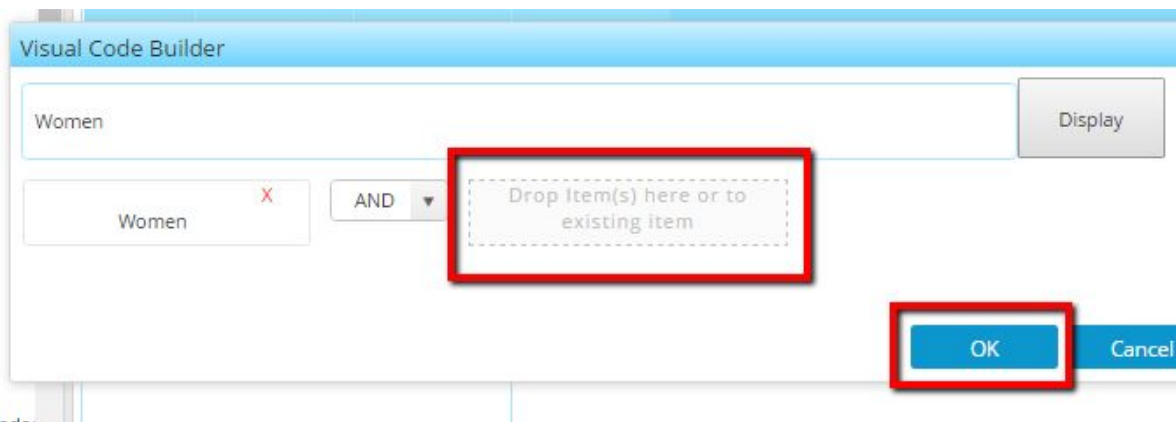 Visual Code Builder
Women
Display
X
Women
AND
Drop Item(s) here or to
existing item
OK
Cancel